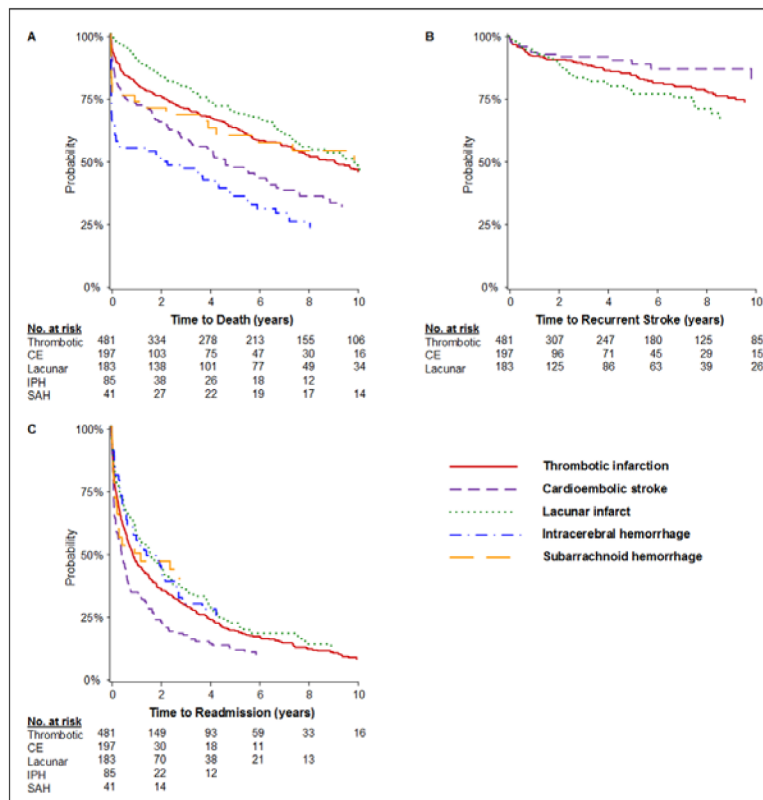 A
100%
75%
50%
25%
0%
Probability
0 2 4 6 8 10
Time to Death (years)
No. at risk
Thrombotic 481 334 278 213 155 106
CE 197 103 75 47 30 16
Lacunar 183 138 101 77 49 34
IPH 85 38 26 18 12
SAH 41 27 22 19 17 14
B
100%
75%
50%
25%
0%
Probability
0 2 4 6 8 10
Time to Recurrent Stroke (years)
No. at risk
Thrombotic 481 307 247 180 125 85
CE 197 96 71 45 29 15
Lacunar 183 125 86 63 39 26
C
100%
75%
50%
25%
0%
Probability
0 2 4 6 8 10
Time to Readmission (years)
No. at risk
Thrombotic 481 149 93 59 33 16
CE 197 30 18 11
Lacunar 183 70 38 21 13
IPH 85 22 12
SAH 41 14
Thrombotic infarction
Cardioembolic stroke
Lacunar infarct
Intracerebral hemorrhage
Subarrachnoid hemorrhage